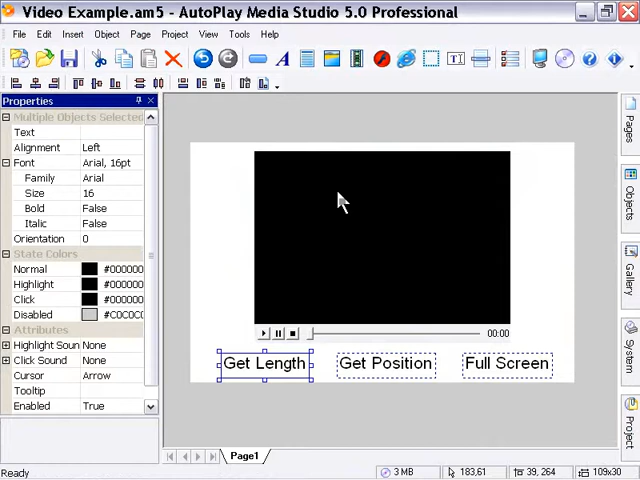 Video Example.am5 - AutoPlay Media Studio 5.0 Professional
File Edit Insert Object Page Project View Tools Help
Properties
Multiple Objects Selected
Text
Alignment Left
Font Arial, 16pt
Family Arial
Size 16
Bold False
Italic False
Orientation 0
State Colors
Normal #000000
Highlight #000000
Click #000000
Disabled #C0C0C
Attributes
Highlight Soun None
Click Sound None
Cursor Arrow
Tooltip
Enabled True
00:00
Get Length Get Position Full Screen
Pages
Objects
Gallery
System
Project
Page1
Ready 3 MB 183,61 39, 264 109x30